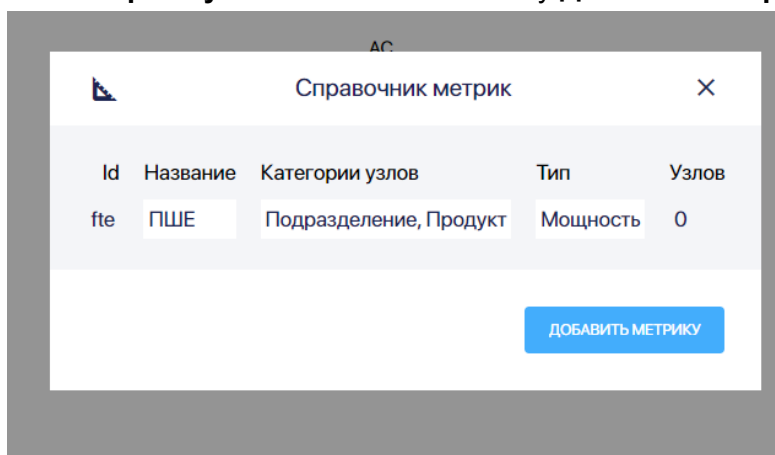 АС
Справочник метрик
Id Название Категории узлов Тип Узлов
fte ПШЕ Подразделение, Продукт Мощность 0
ДОБАВИТЬ МЕТРИКУ